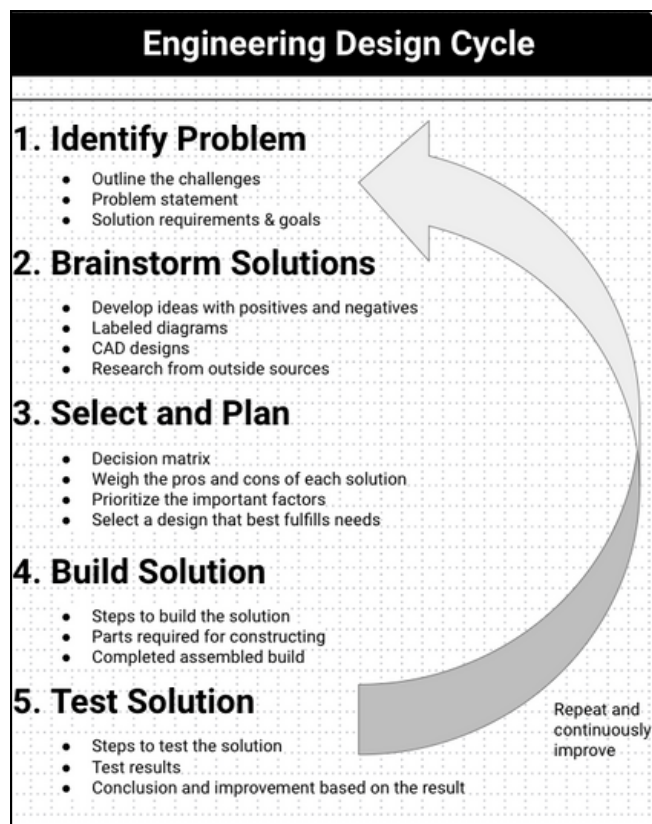 Engineering Design Cycle
1. Identify Problem
● Outline the challenges
● Problem statement
● Solution requirements & goals
2. Brainstorm Solutions
● Develop ideas with positives and negatives
● Labeled diagrams
● CAD designs
● Research from outside sources
3. Select and Plan
● Decision matrix
● Weigh the pros and cons of each solution
● Prioritize the important factors
● Select a design that best fulfills needs
4. Build Solution
● Steps to build the solution
● Parts required for constructing
● Completed assembled build
5. Test Solution
● Steps to test the solution
● Test results
● Conclusion and improvement based on the result
Repeat and
continuously
improve